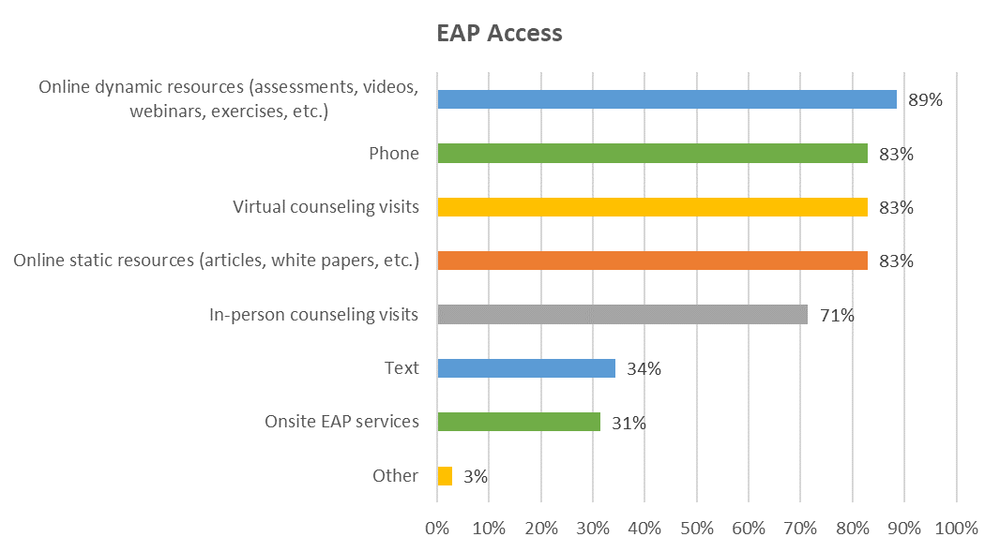 EAP Access
Online dynamic resources (assessments, videos,
webinars, exercises, etc.)
89%
Phone
83%
Virtual counseling visits
83%
Online static resources (articles, white papers, etc.)
83%
In-person counseling visits
71%
Text
34%
Onsite EAP services
31%
Other
3%
0% 10% 20% 30% 40% 50% 60% 70% 80% 90% 100%